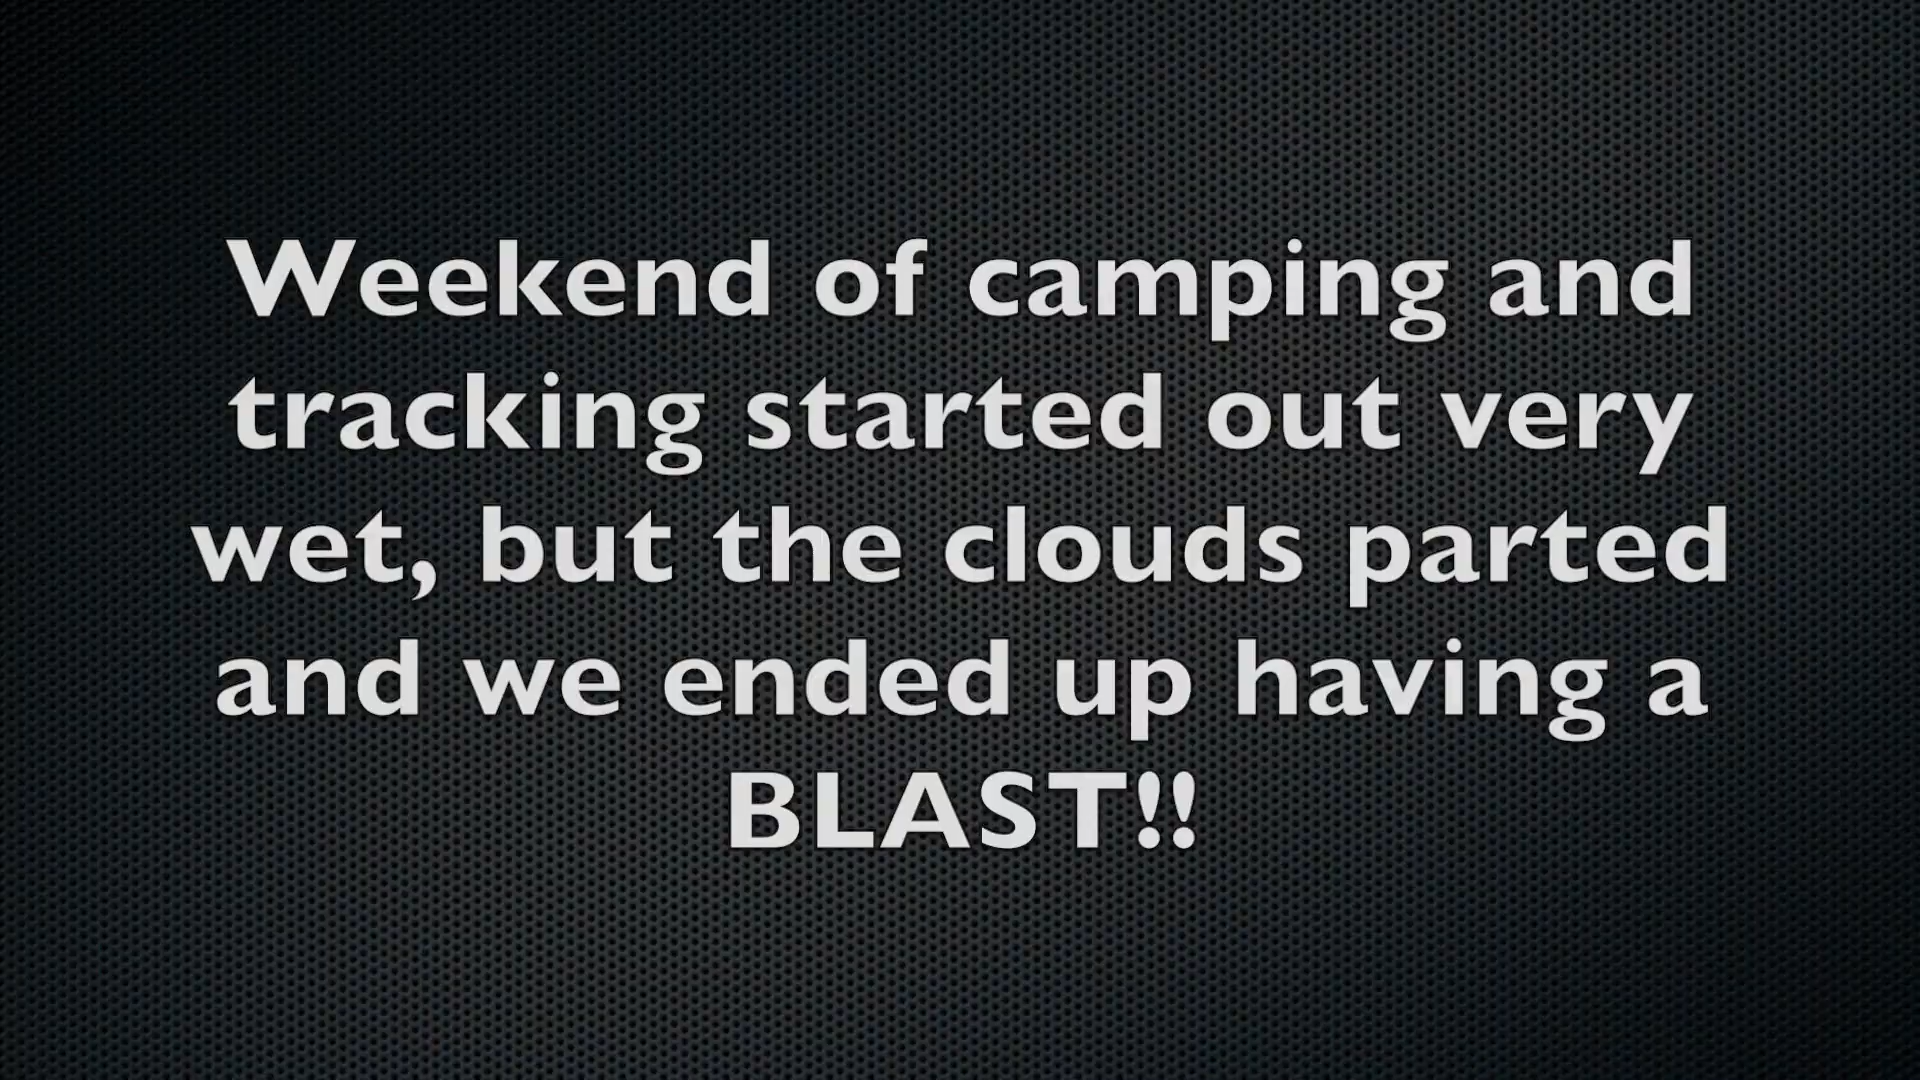 Weekend of camping and
tracking started out very
wet, but the clouds parted
and we ended up having a
BLAST!!